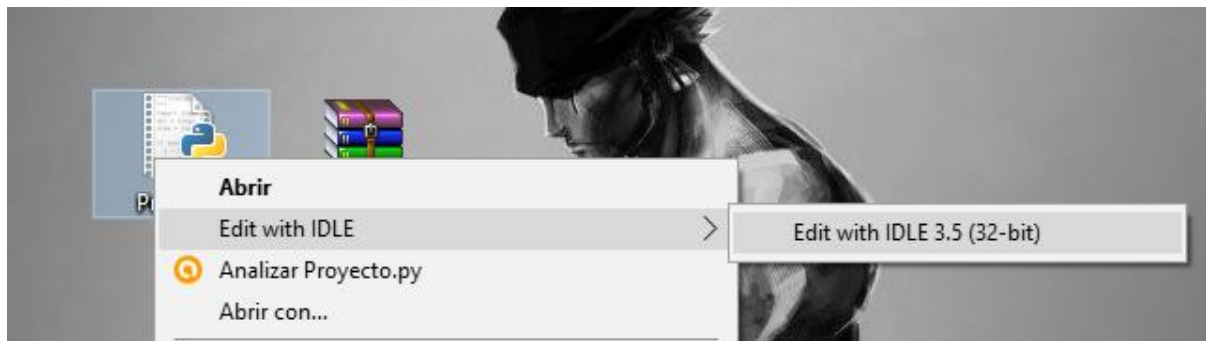 Abrir
Edit with IDLE
Edit with IDLE 3.5 (32-bit)
Analizar Proyecto.py
Abrir con...